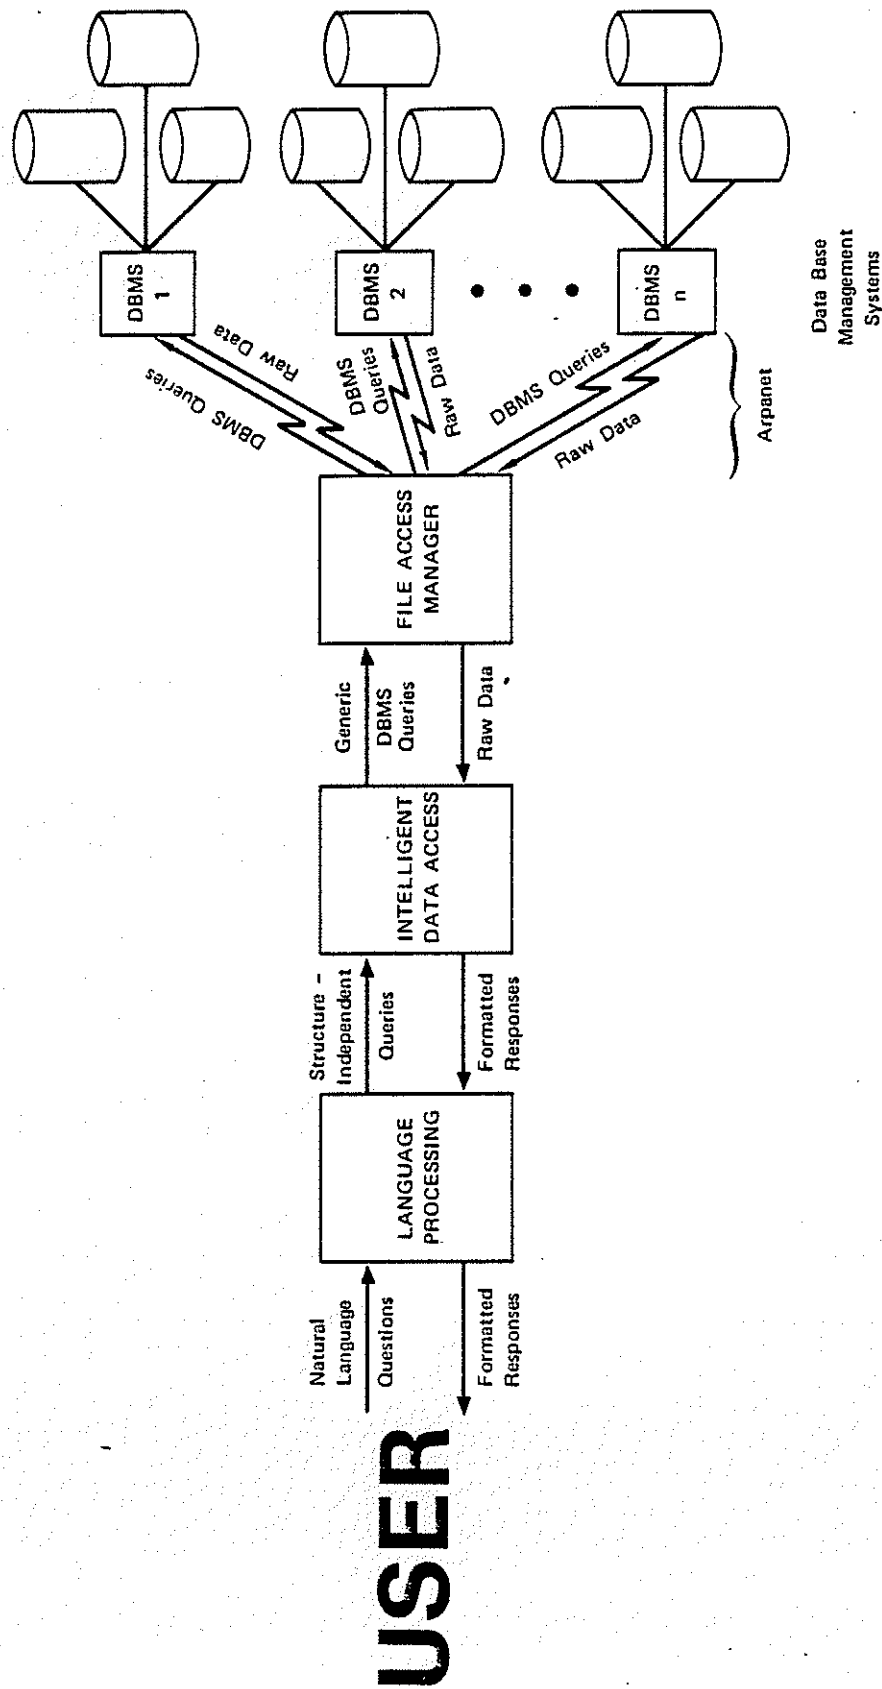 USER
Natural
Language
Questions
Formatted
Responses
LANGUAGE
PROCESSING
Structure –
Independent
Queries
Formatted
Responses
INTELLIGENT
DATA ACCESS
Generic
DBMS
Queries
Raw Data
FILE ACCESS
MANAGER
DBMS Queries
Raw Data
DBMS
Queries
Raw Data
DBMS Queries
Raw Data
Arpanet
DBMS
1
DBMS
2
DBMS
n
Data Base
Management
Systems